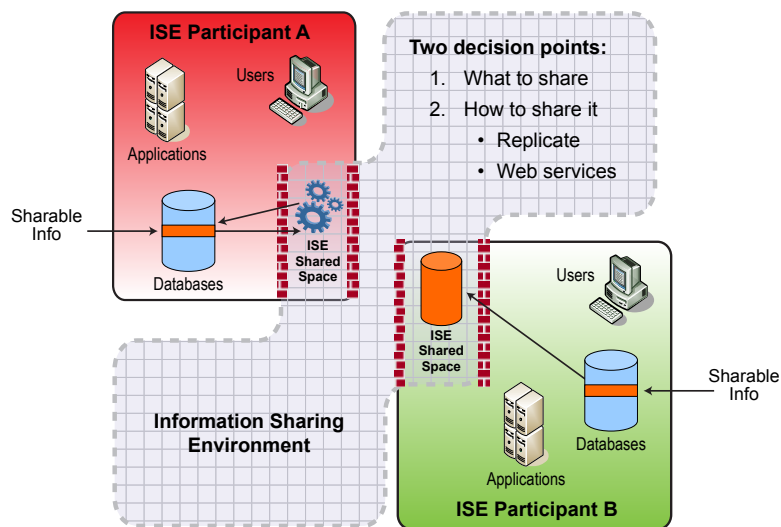 ISE Participant A
Users
Applications
Sharable
Info
Databases
ISE
Shared
Space
Two decision points:
1. What to share
2. How to share it
• Replicate
• Web services
Users
ISE
Shared
Space
Sharable
Info
Databases
Applications
ISE Participant B
Information Sharing
Environment